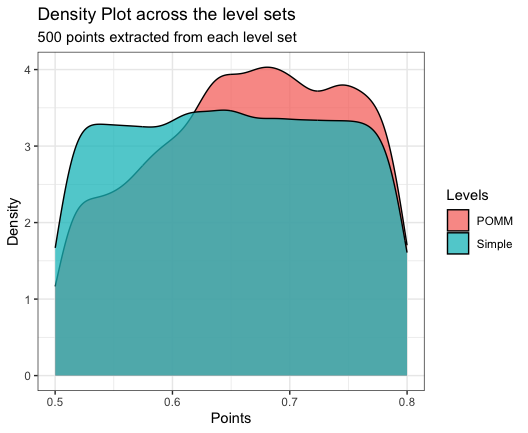 Density Plot across the level sets
500 points extracted from each level set
4
3
2
1
0
Density
0.5 0.6 0.7 0.8
Points
Levels
POMM
Simple